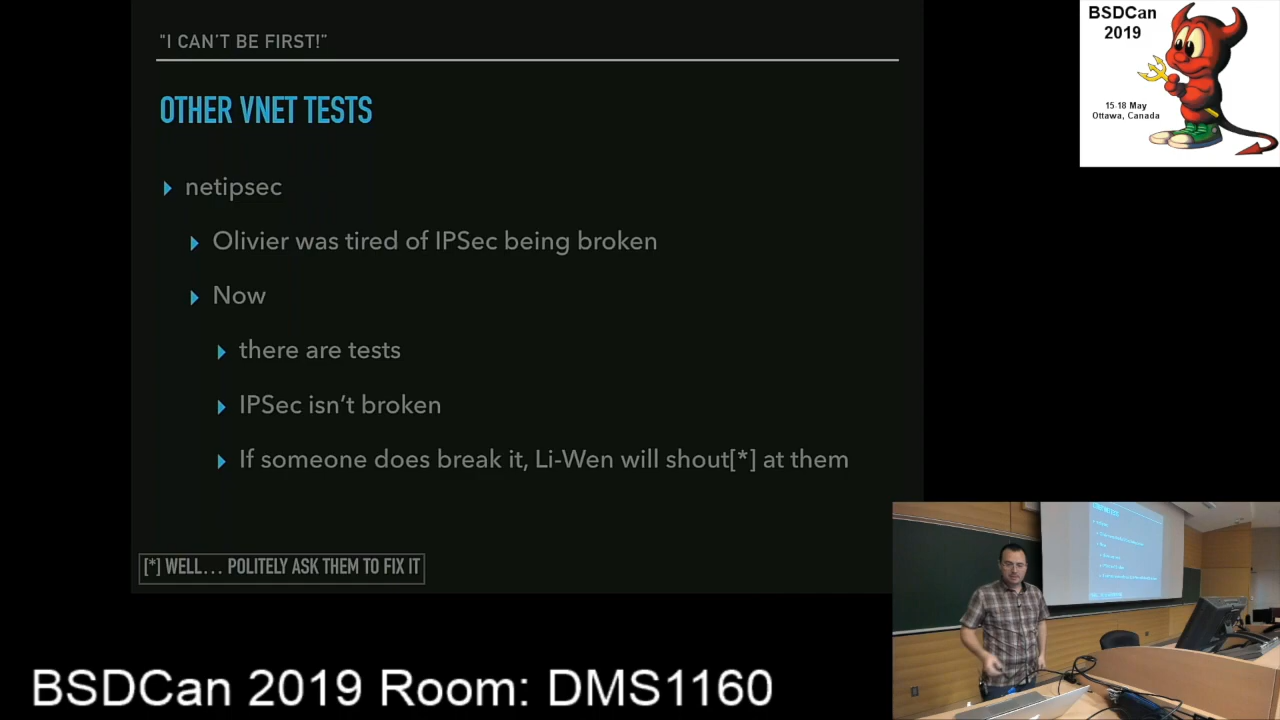 "I CAN'T BE FIRST!"
OTHER VNET TESTS
netipsec
Olivier was tired of IPSec being broken
Now
there are tests
IPSec isn't broken
If someone does break it, Li-Wen will shout[*] at them
[*] WELL... POLITELY ASK THEM TO FIX IT
BSDCan
2019
15-18 May
Ottawa, Canada
BSDCan 2019 Room: DMS1160